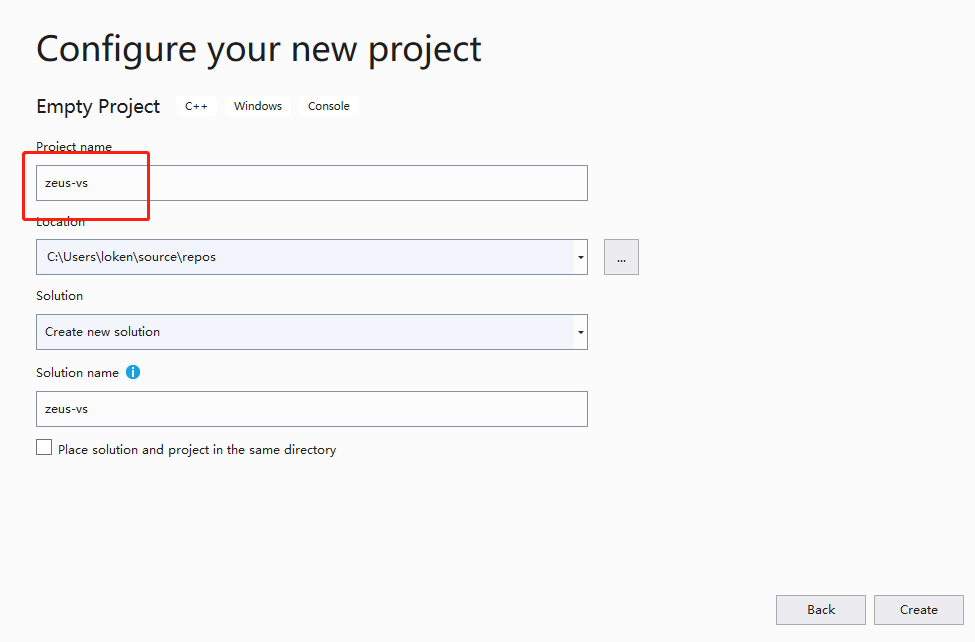 Configure your new project
Empty Project C++ Windows Console
Project name
zeus-vs
Location
C:\Users\loken\source\repos
...
Solution
Create new solution
Solution name
zeus-vs
Place solution and project in the same directory
Back Create